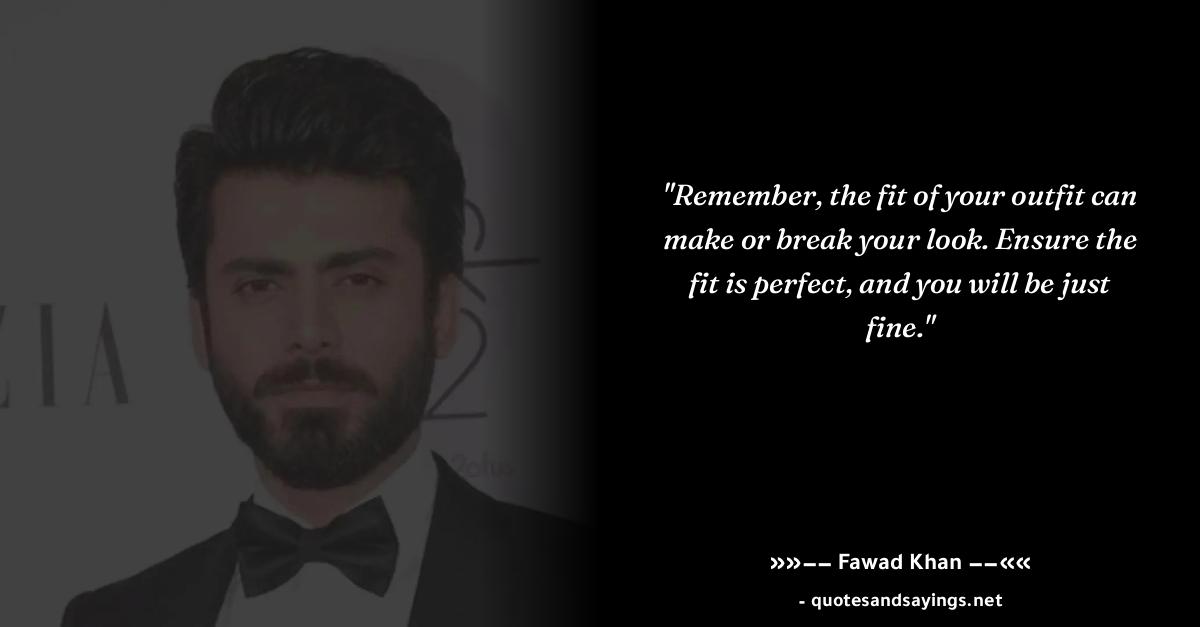 ZIA
"Remember, the fit of your outfit can
make or break your look. Ensure the
fit is perfect, and you will be just
fine."
»»−− Fawad Khan −−««
- quotesandsayings.net